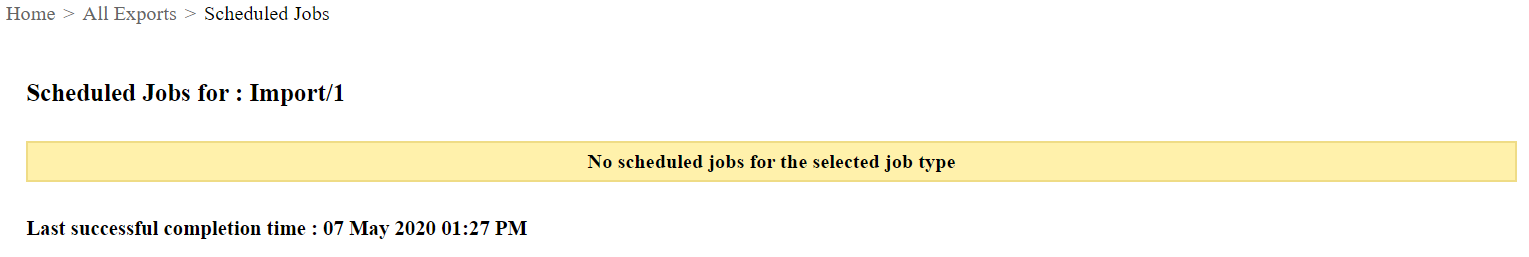 Home > All Exports > Scheduled Jobs
Scheduled Jobs for : Import/1
No scheduled jobs for the selected job type
Last successful completion time : 07 May 2020 01:27 PM